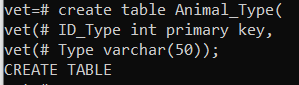 vet=# create table Animal_Type(
vet(# ID_Type int primary key,
vet(# Type varchar(50));
CREATE TABLE